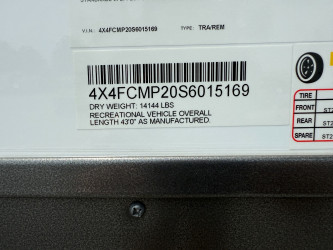 V.I.N.: 4X4FCMP20S6015169 TYPE: TRA/REM
4X4FCMP20S6015169
DRY WEIGHT: 14144 LBS
RECREATIONAL VEHICLE OVERALL
LENGTH 43'0" AS MANUFACTURED.
TIRE
FRONT
REAR
SPARE